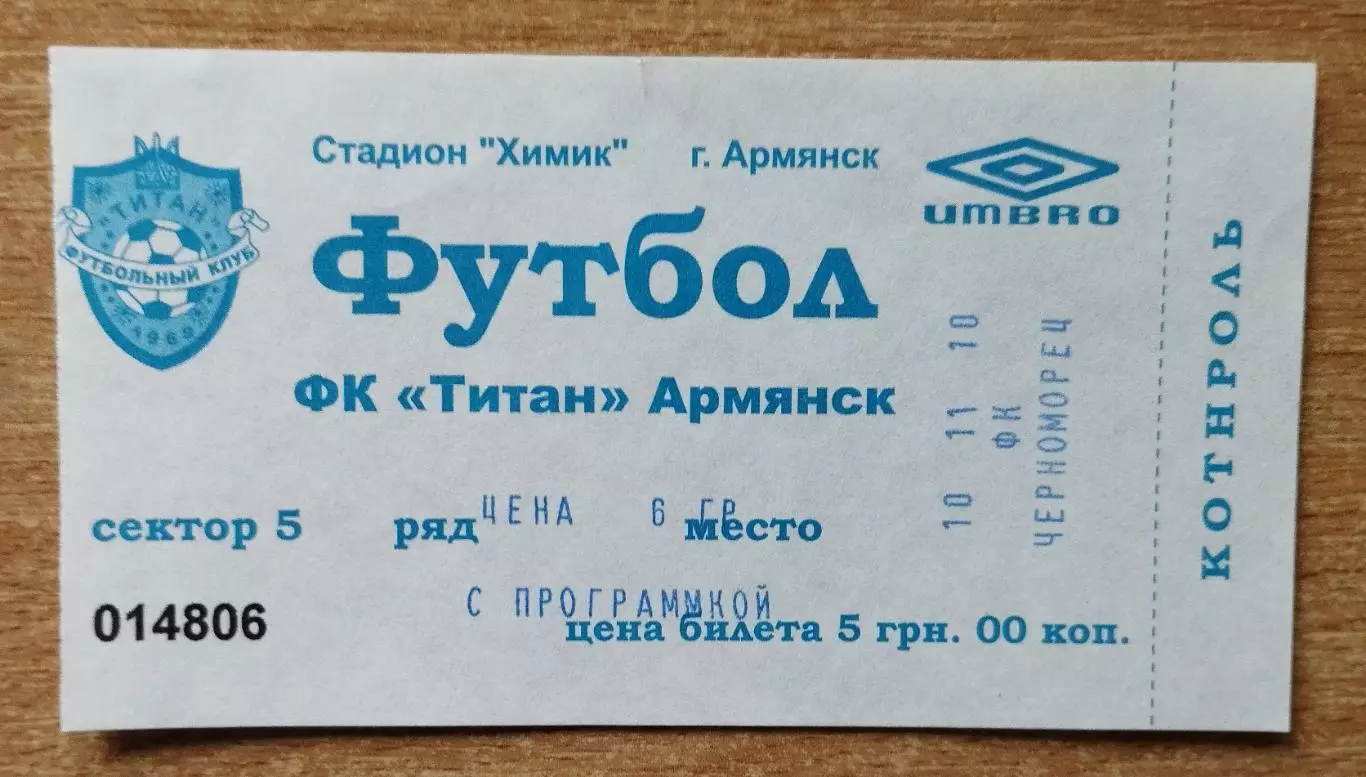 Стадион "Химик" г. Армянск
UMBRO
ТИТАН
ФУТБОЛЬНЫЙ КЛУБ
1969
Футбол
ФК «Титан» Армянск
10 11 10
ФК
ЧЕРНОМОРЕЦ
ЦЕНА 6 ГР
сектор 5 ряд место
С ПРОГРАММКОЙ
014806
цена билета 5 грн. 00 коп.
КОТНРОЛЬ